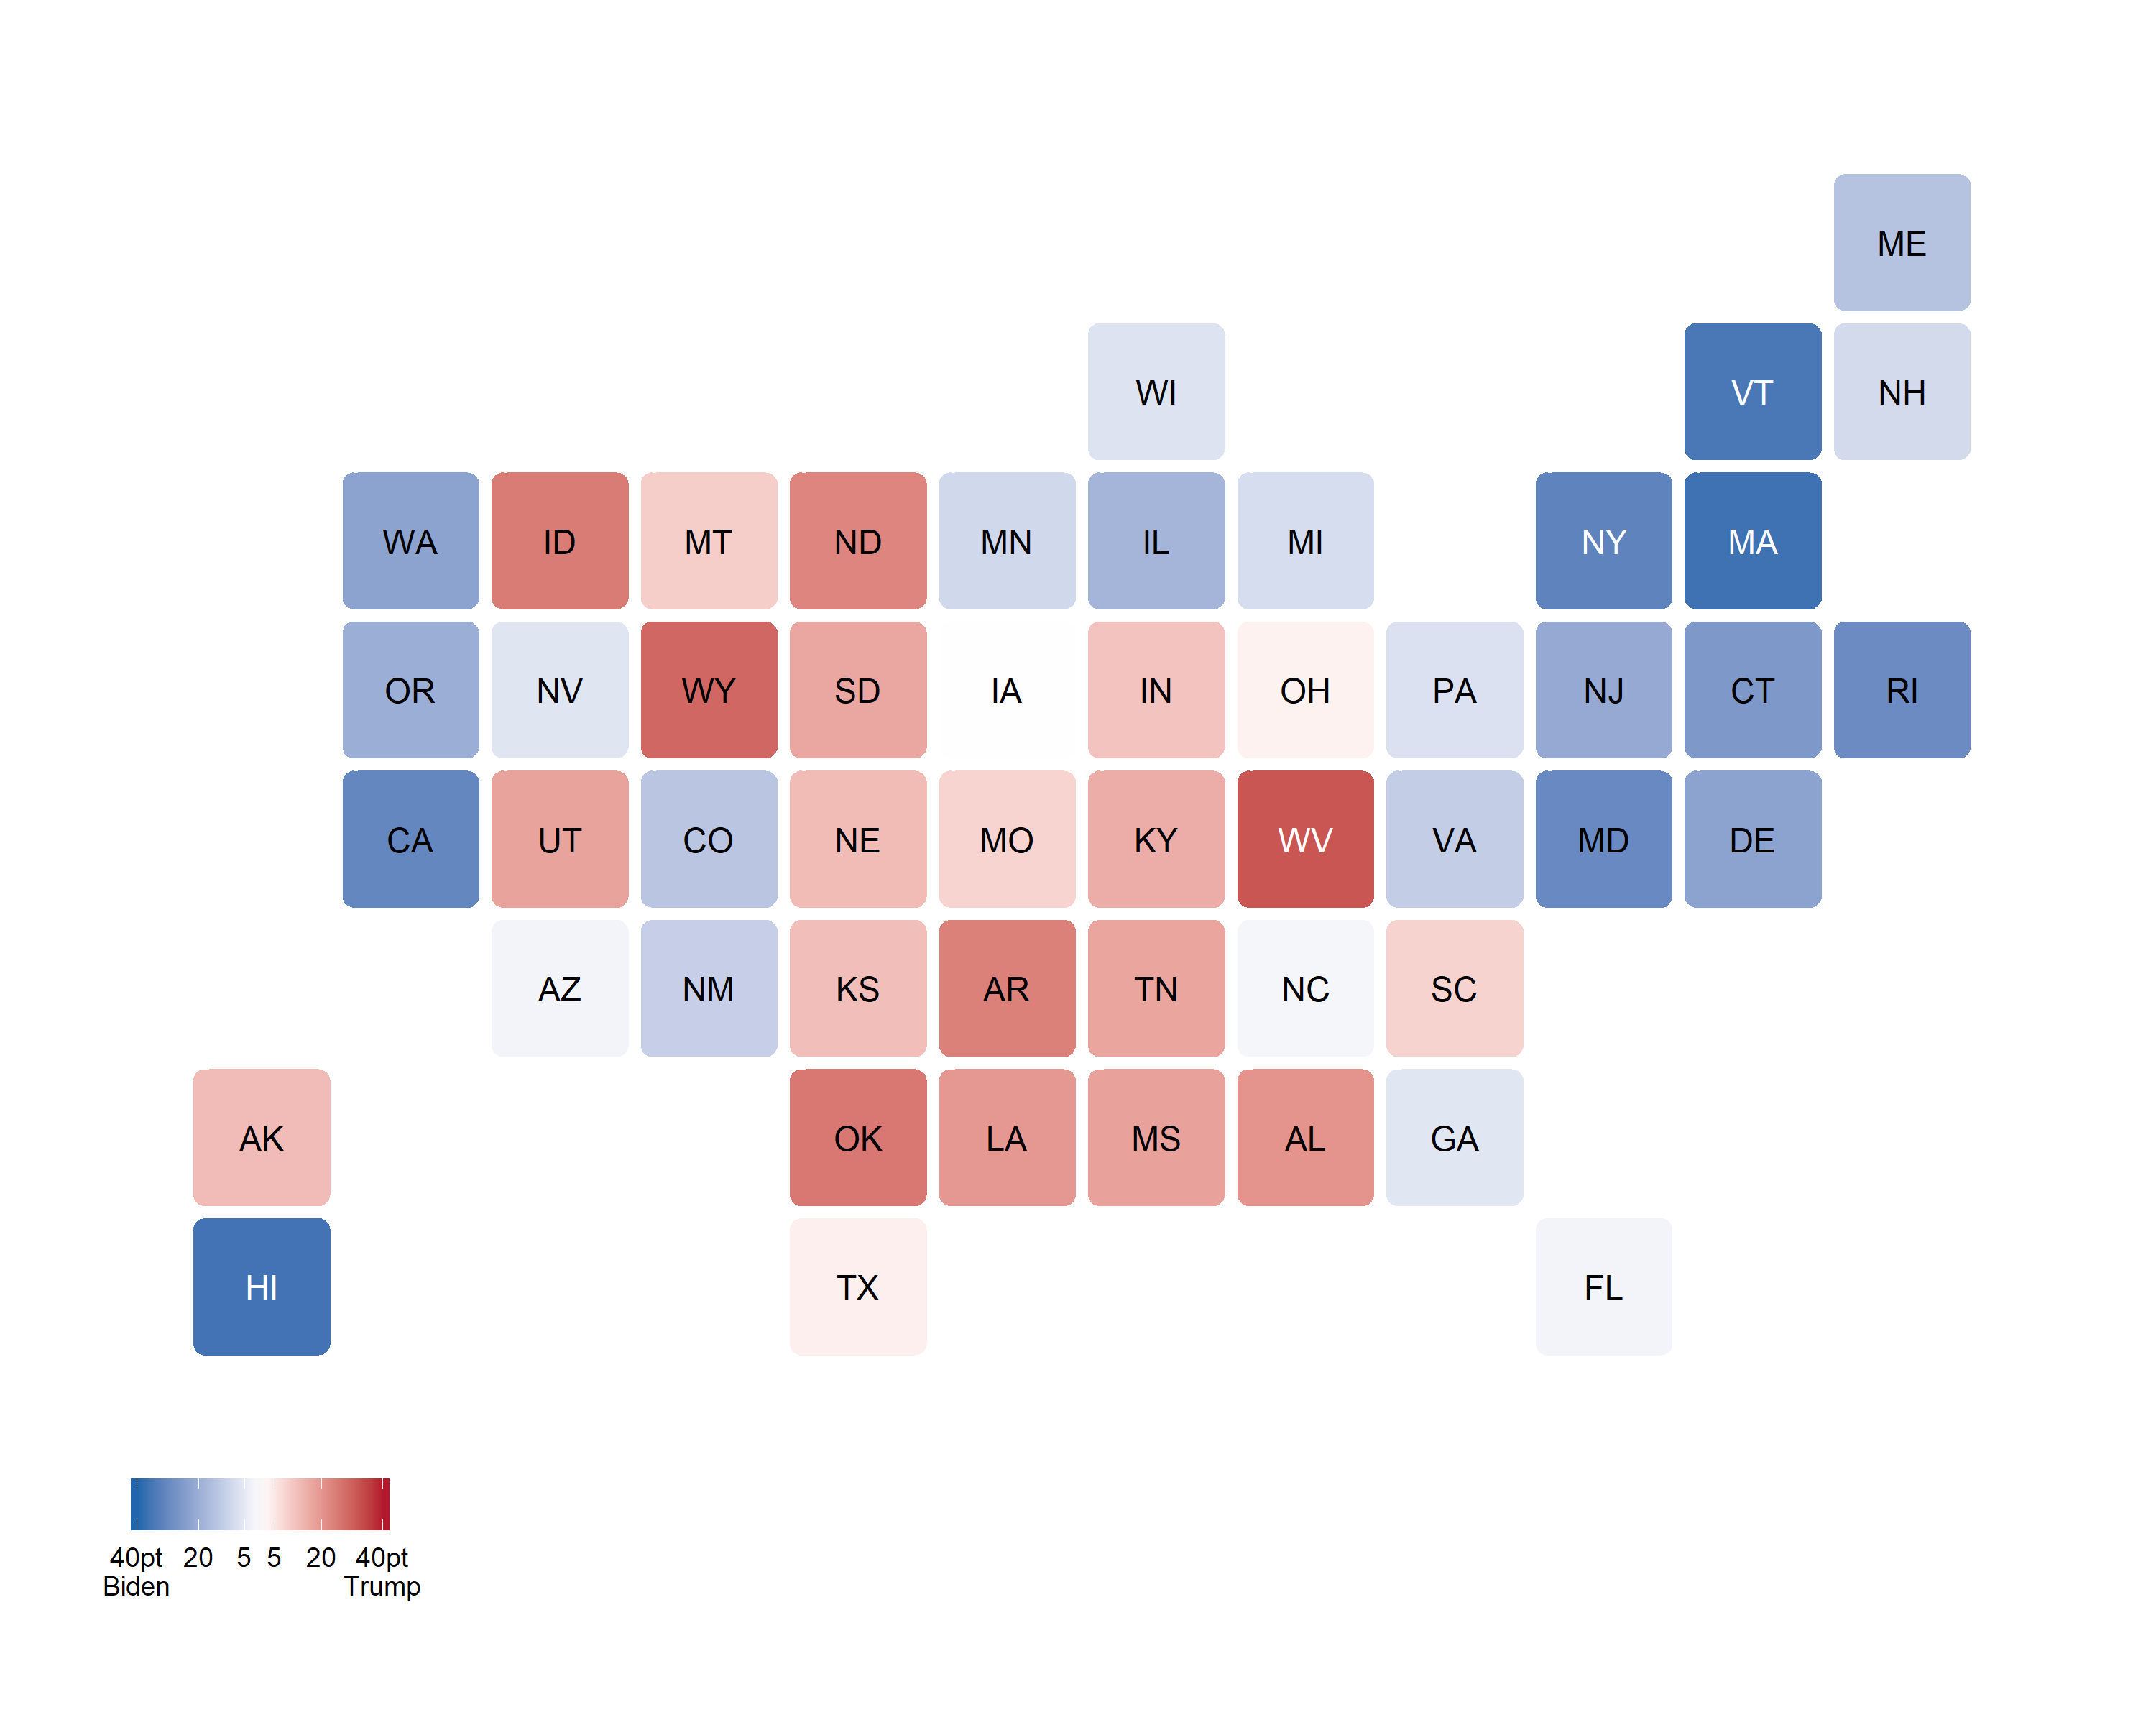 ME
WI VT NH
WA ID MT ND MN IL MI NY MA
OR NV WY SD IA IN OH PA NJ CT RI
CA UT CO NE MO KY WV VA MD DE
AZ NM KS AR TN NC SC
AK OK LA MS AL GA
HI TX FL
40pt 20 5 5 20 40pt
Biden Trump